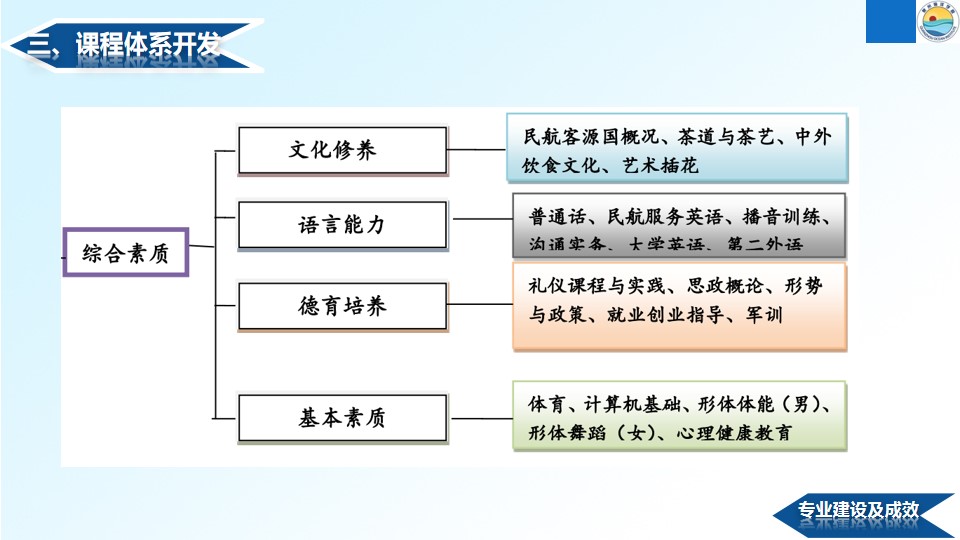 三、课程体系开发
综合素质
文化修养
民航客源国概况、茶道与茶艺、中外
饮食文化、艺术插花
语言能力
普通话、民航服务英语、播音训练、
沟通实务、大学英语、第二外语
德育培养
礼仪课程与实践、思政概论、形势
与政策、就业创业指导、军训
基本素质
体育、计算机基础、形体体能（男）、
形体舞蹈（女）、心理健康教育
专业建设及成效